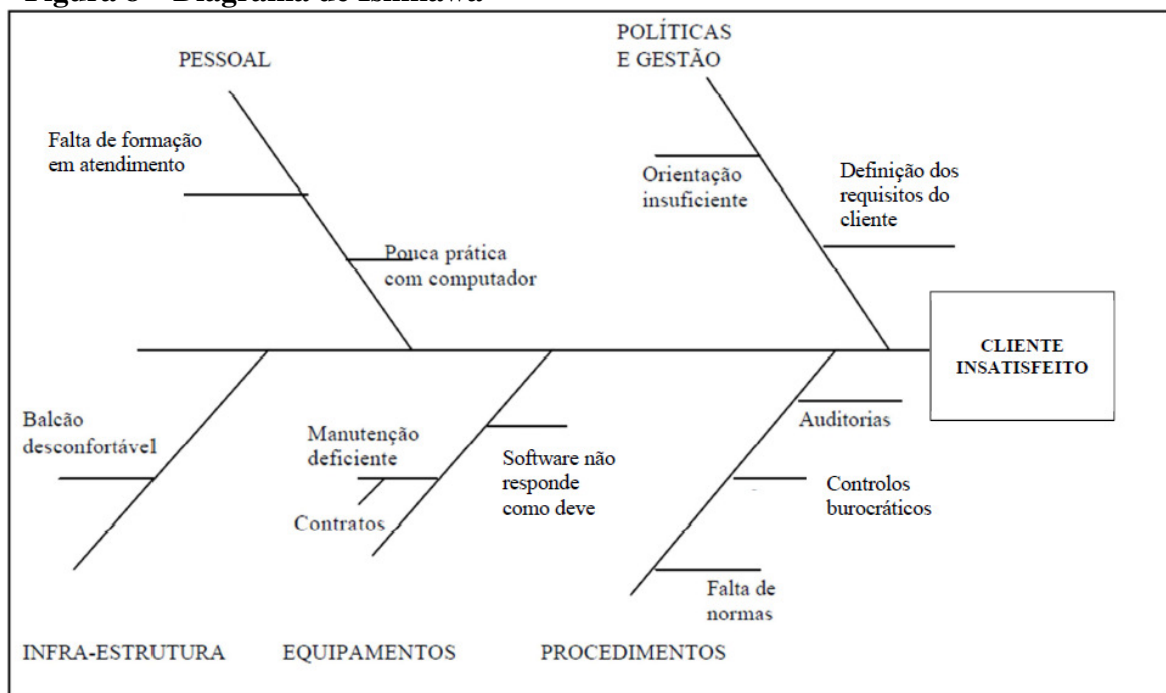 Figura 8 – Diagrama de Ishikawa
PESSOAL
POLÍTICAS
E GESTÃO
Falta de formação
em atendimento
Orientação
insuficiente
Definição dos
requisitos do
cliente
Pouca prática
com computador
CLIENTE
INSATISFEITO
Balcão
desconfortável
Manutenção
deficiente
Contratos
Software não
responde
como deve
Auditorias
Controlos
burocráticos
Falta de
normas
INFRA-ESTRUTURA
EQUIPAMENTOS
PROCEDIMENTOS